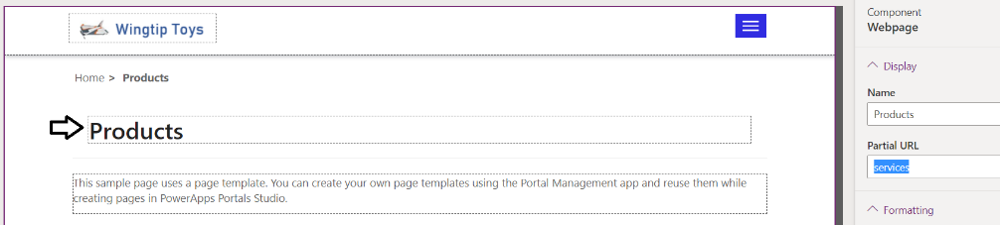 Wingtip Toys
Home > Products
Products
This sample page uses a page template. You can create your own page templates using the Portal Management app and reuse them while
creating pages in PowerApps Portals Studio.
Component
Webpage
Display
Name
Products
Partial URL
services
Formatting